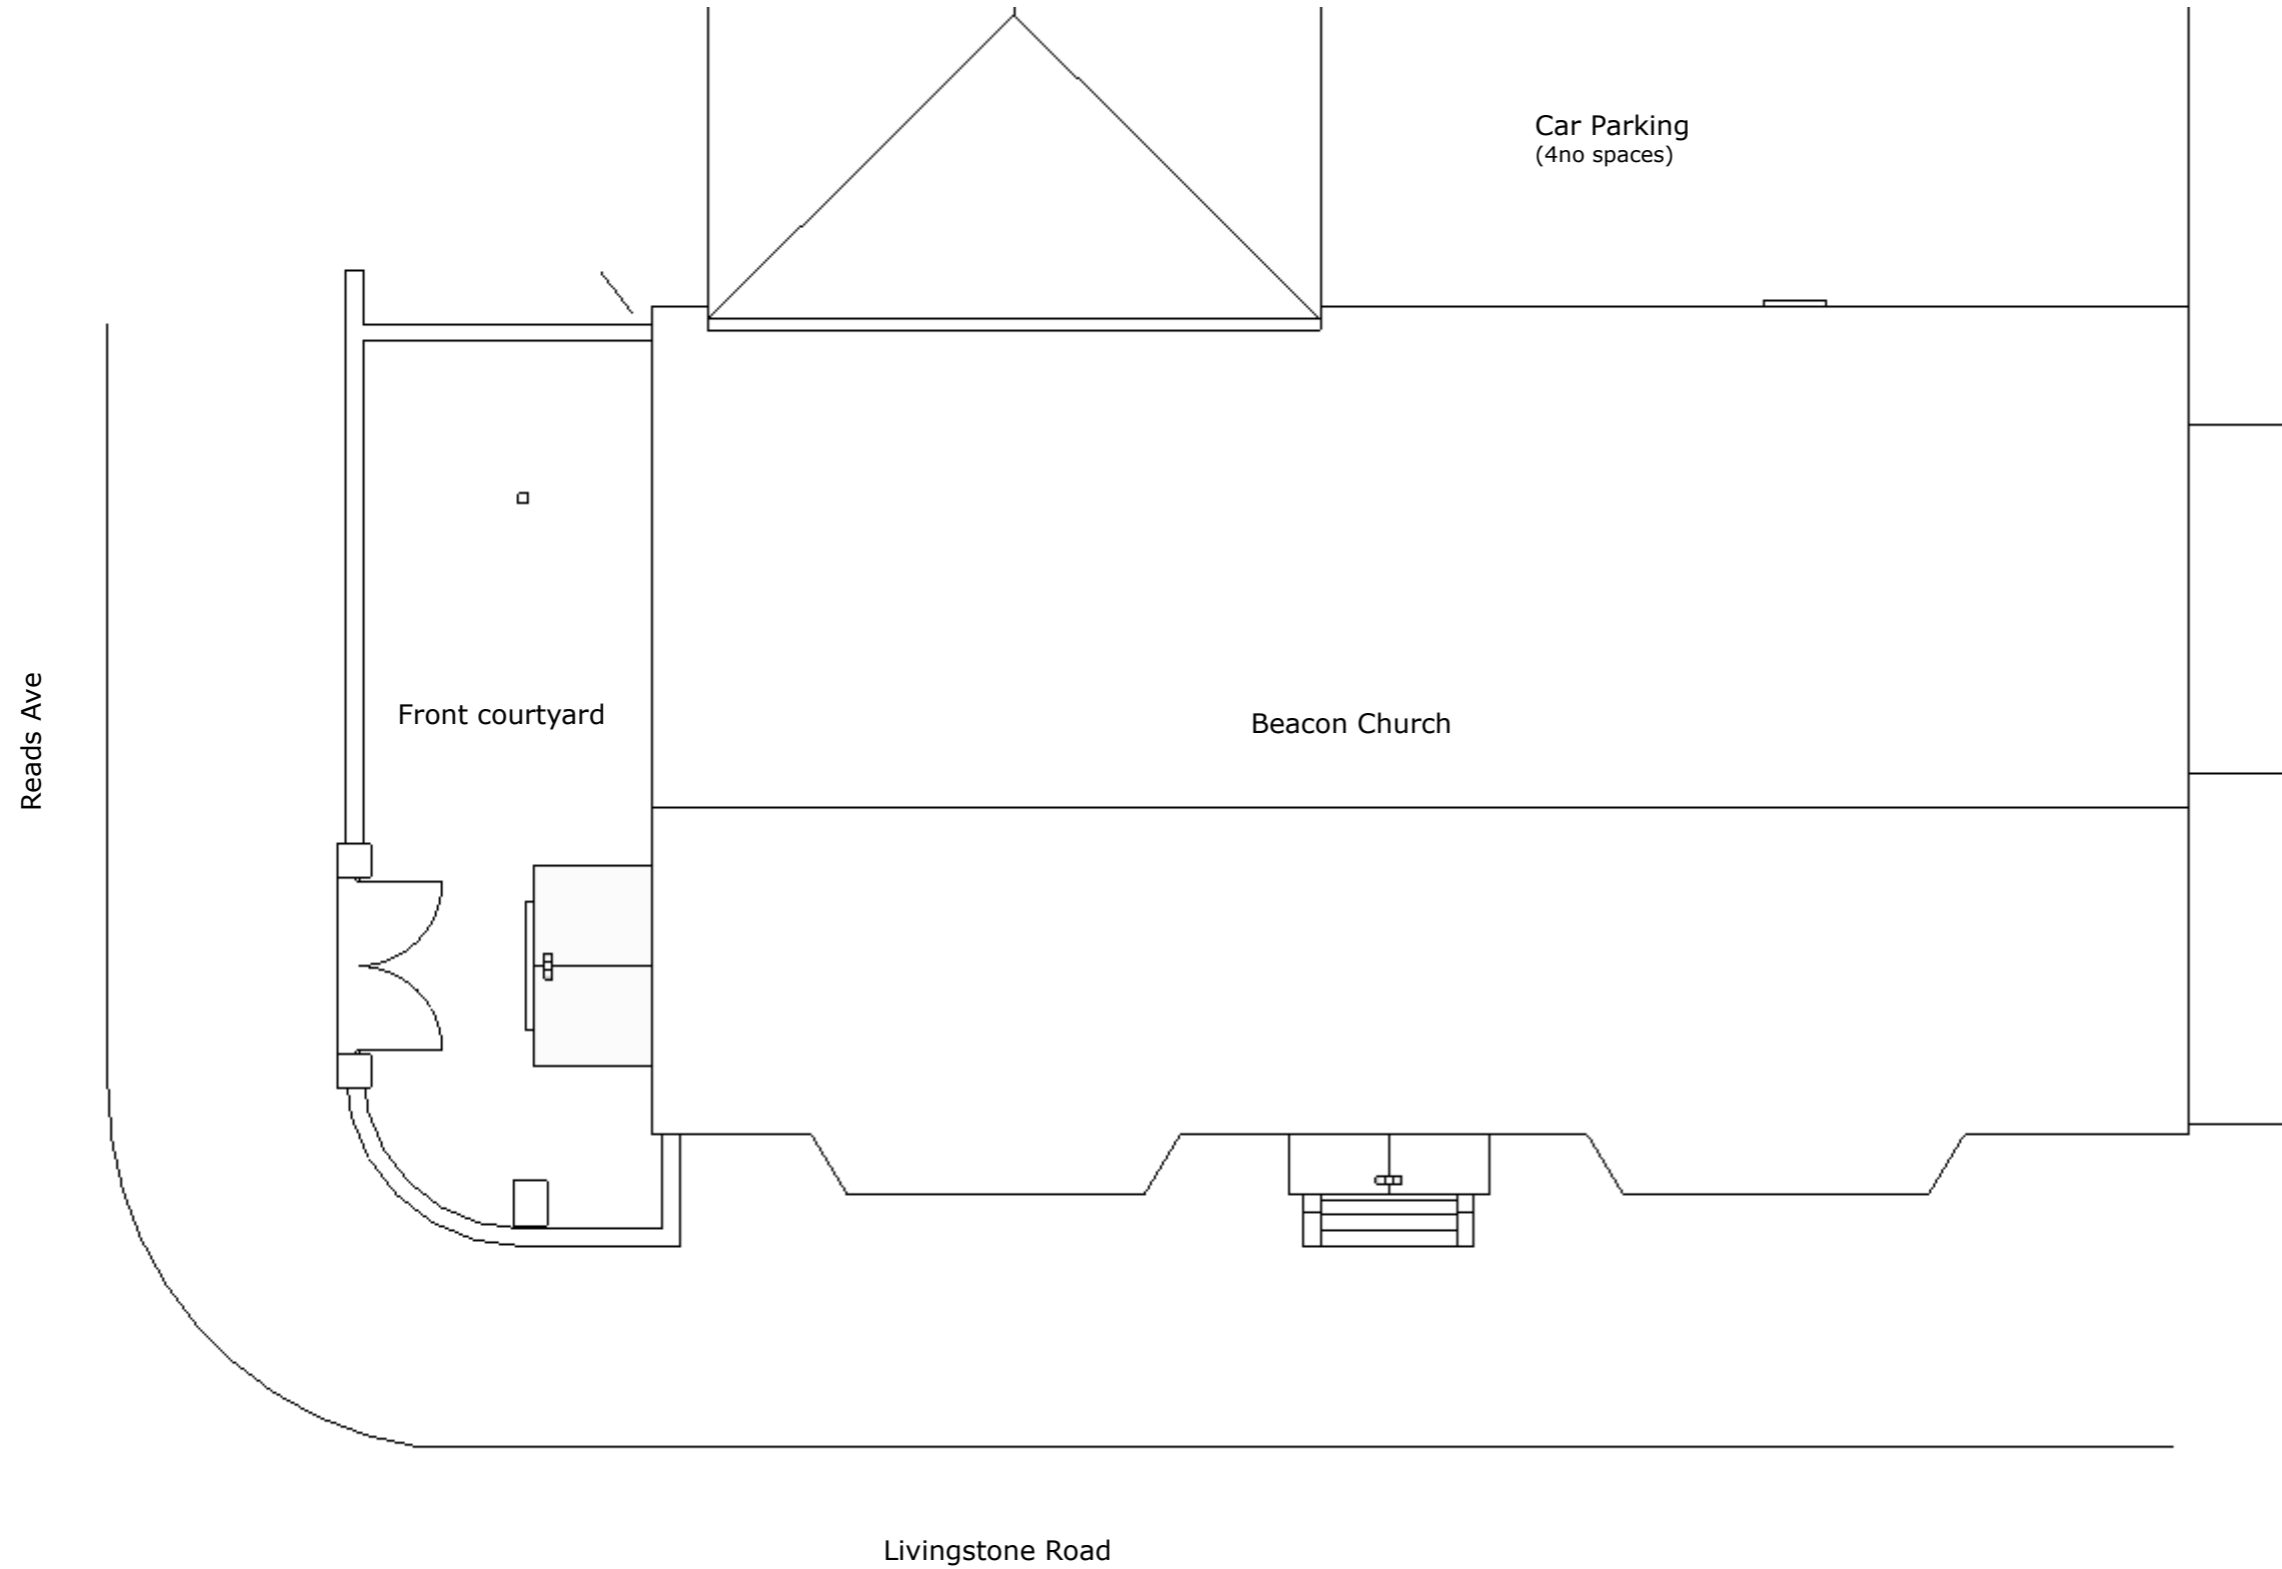 Car Parking
(4no spaces)
Reads Ave
Front courtyard
Beacon Church
Livingstone Road